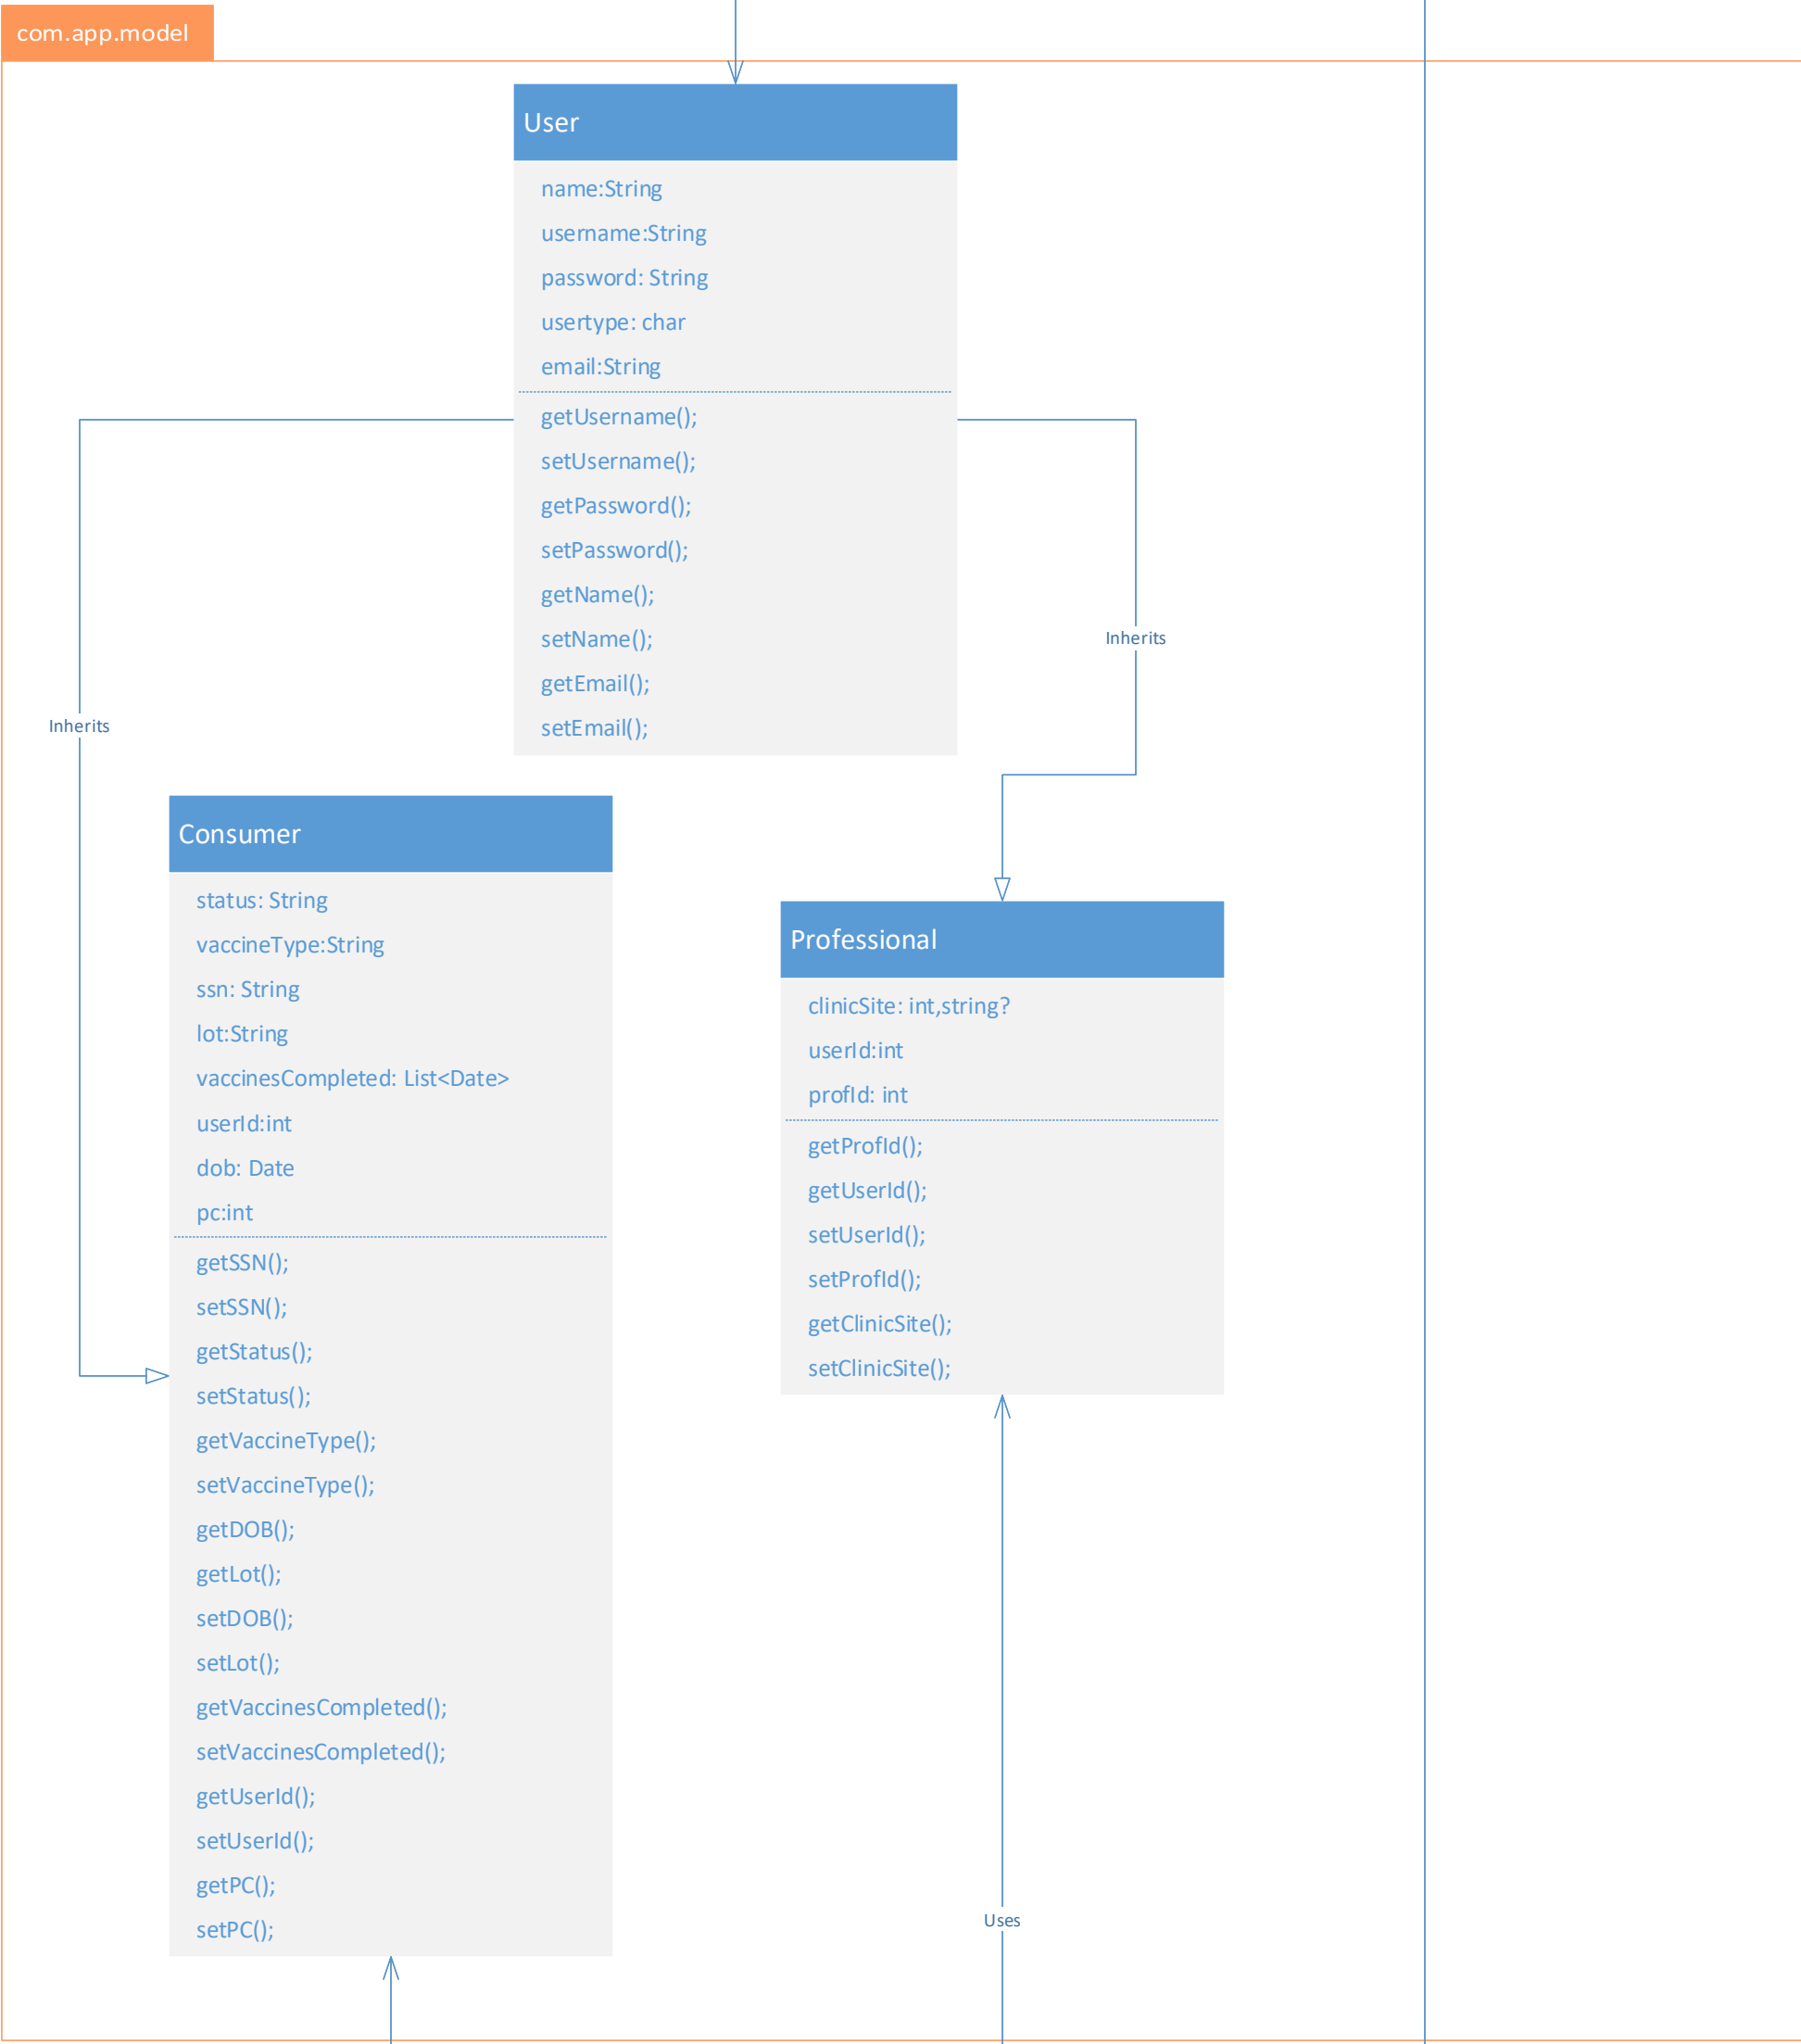 com.app.model
User
name:String
username:String
password: String
usertype: char
email:String
getUsername();
setUsername();
getPassword();
setPassword();
getName();
setName();
getEmail();
setEmail();
Inherits
Inherits
Consumer
status: String
vaccineType:String
ssn: String
lot:String
vaccinesCompleted: List<Date>
userId:int
dob: Date
pc:int
getSSN();
setSSN();
getStatus();
setStatus();
getVaccineType();
setVaccineType();
getDOB();
getLot();
setDOB();
setLot();
getVaccinesCompleted();
setVaccinesCompleted();
getUserId();
setUserId();
getPC();
setPC();
Professional
clinicSite: int,string?
userId:int
profId: int
getProfId();
getUserId();
setUserId();
setProfId();
getClinicSite();
setClinicSite();
Uses